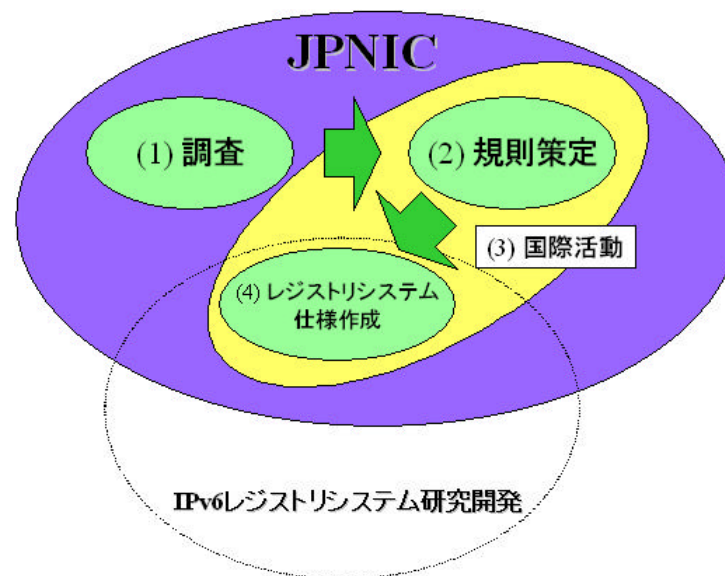 JPNIC
(1) 調査
(2) 規則策定
(3) 国際活動
(4) レジストリシステム
仕様作成
IPv6レジストリシステム研究開発